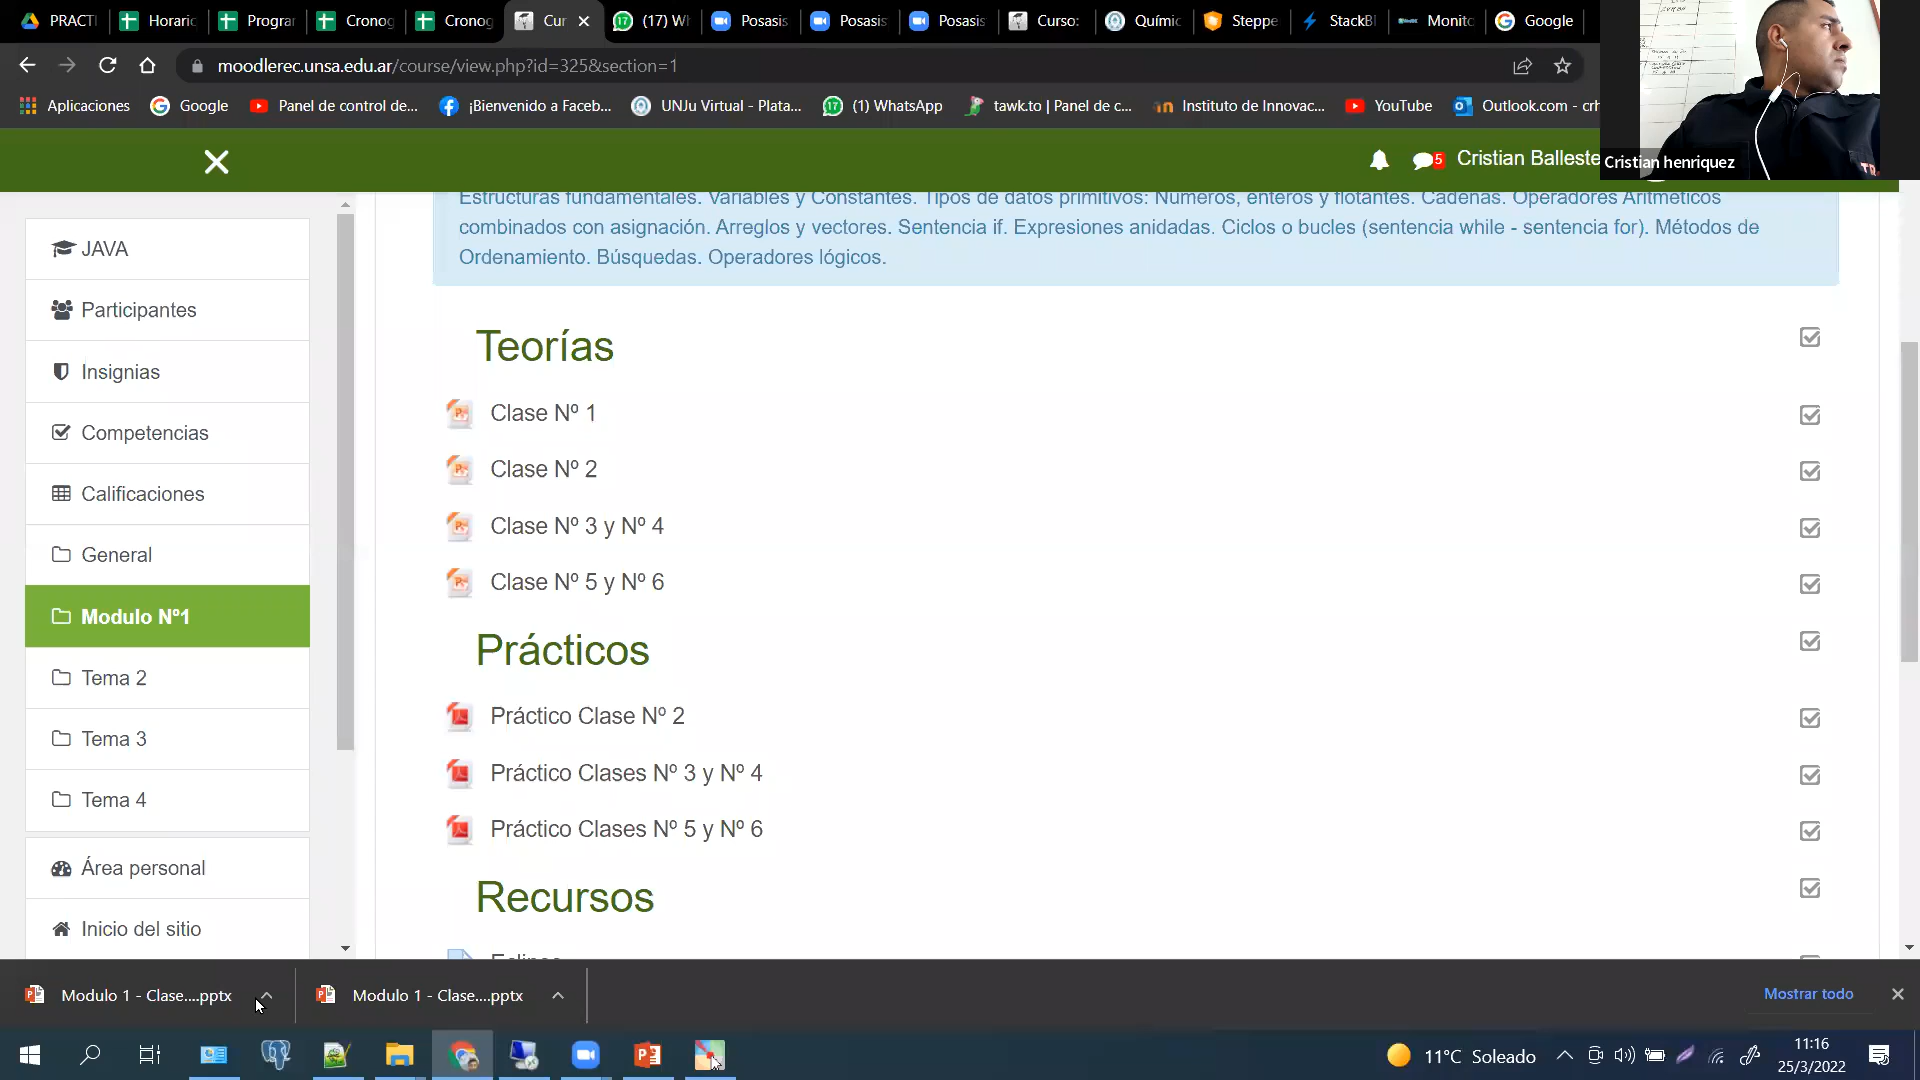 PRACTI
Horaric
Prograr
Cronog
Cronog
Cur
(17) W
Posasis
Posasis
Posasis
Curso:
Químic
Steppe
StackBl
Monito
Google
moodlerec.unsa.edu.ar/course/view.php?id=325&section=1
Aplicaciones
Google
Panel de control de...
¡Bienvenido a Faceb...
UNJu Virtual - Plata...
(1) WhatsApp
tawk.to | Panel de c...
Instituto de Innovac...
YouTube
Outlook.com - crh
5
Cristian Balleste
Cristian henriquez
Estructuras fundamentales. Variables y Constantes. Tipos de datos primitivos: Números, enteros y flotantes. Cadenas. Operadores Aritméticos
combinados con asignación. Arreglos y vectores. Sentencia if. Expresiones anidadas. Ciclos o bucles (sentencia while - sentencia for). Métodos de
Ordenamiento. Búsquedas. Operadores lógicos.
JAVA
Participantes
Insignias
Competencias
Calificaciones
General
Modulo Nº1
Tema 2
Tema 3
Tema 4
Área personal
Inicio del sitio
Teorías
Clase Nº 1
Clase Nº 2
Clase Nº 3 y Nº 4
Clase Nº 5 y Nº 6
Prácticos
Práctico Clase Nº 2
Práctico Clases Nº 3 y Nº 4
Práctico Clases Nº 5 y Nº 6
Recursos
Eclipse
Modulo 1 - Clase....pptx
Modulo 1 - Clase....pptx
Mostrar todo
11°C Soleado
11:16
25/3/2022